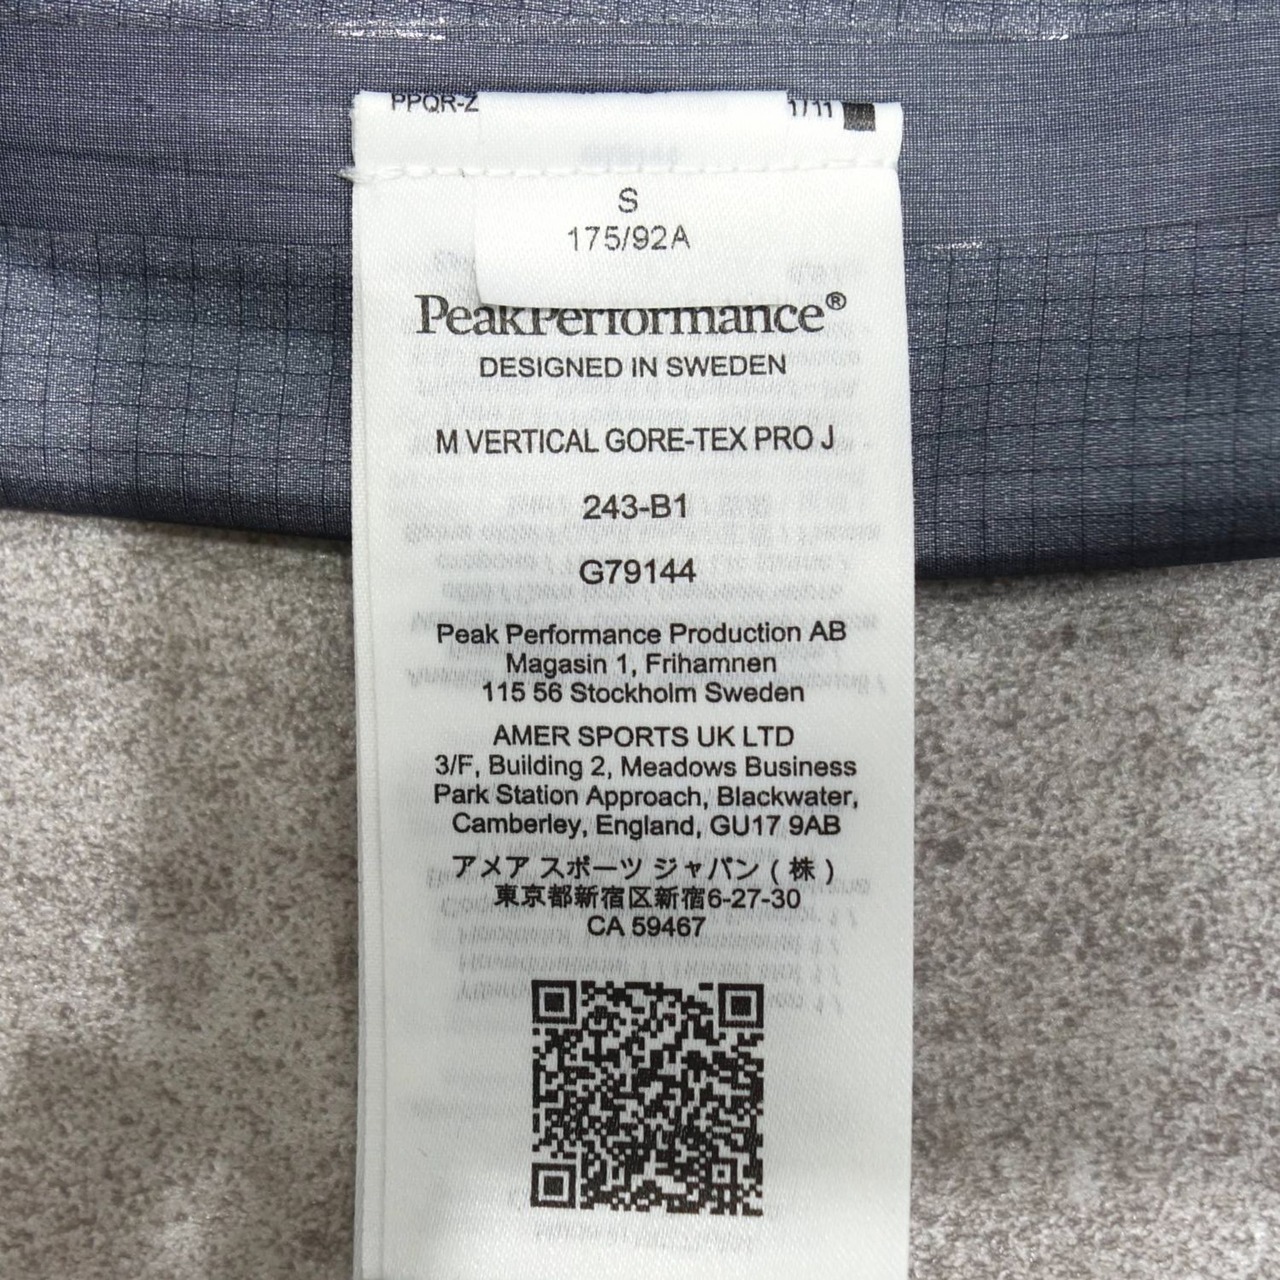 PPQR-Z
1/11
S
175/92A
PeakPerformance®
DESIGNED IN SWEDEN
M VERTICAL GORE-TEX PRO J
243-B1
G79144
Peak Performance Production AB
Magasin 1, Frihamnen
115 56 Stockholm Sweden
AMER SPORTS UK LTD
3/F, Building 2, Meadows Business
Park Station Approach, Blackwater,
Camberley, England, GU17 9AB
アメア スポーツ ジャパン ( 株 )
東京都新宿区新宿6-27-30
CA 59467